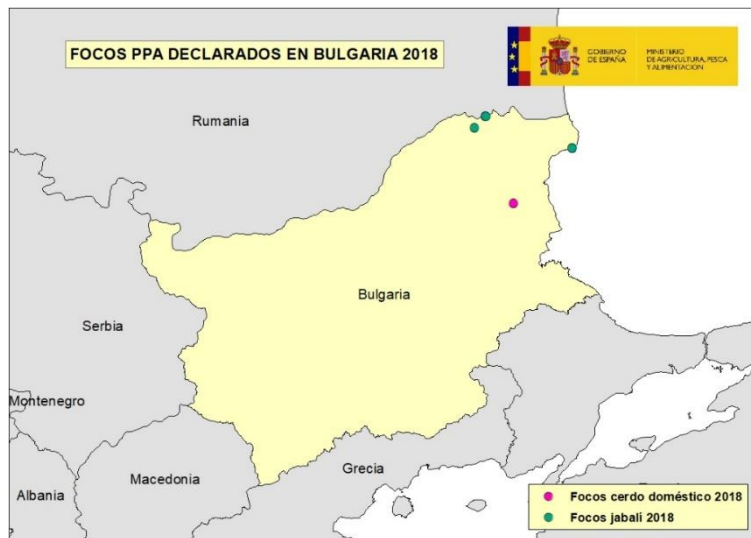 FOCOS PPA DECLARADOS EN BULGARIA 2018
GOBIERNO
DE ESPAÑA
MINISTERIO
DE AGRICULTURA, PESCA
Y ALIMENTACIÓN
Rumania
Bulgaria
Serbia
Montenegro
Macedonia
Grecia
Albania
Focos cerdo doméstico 2018
Focos jabalí 2018